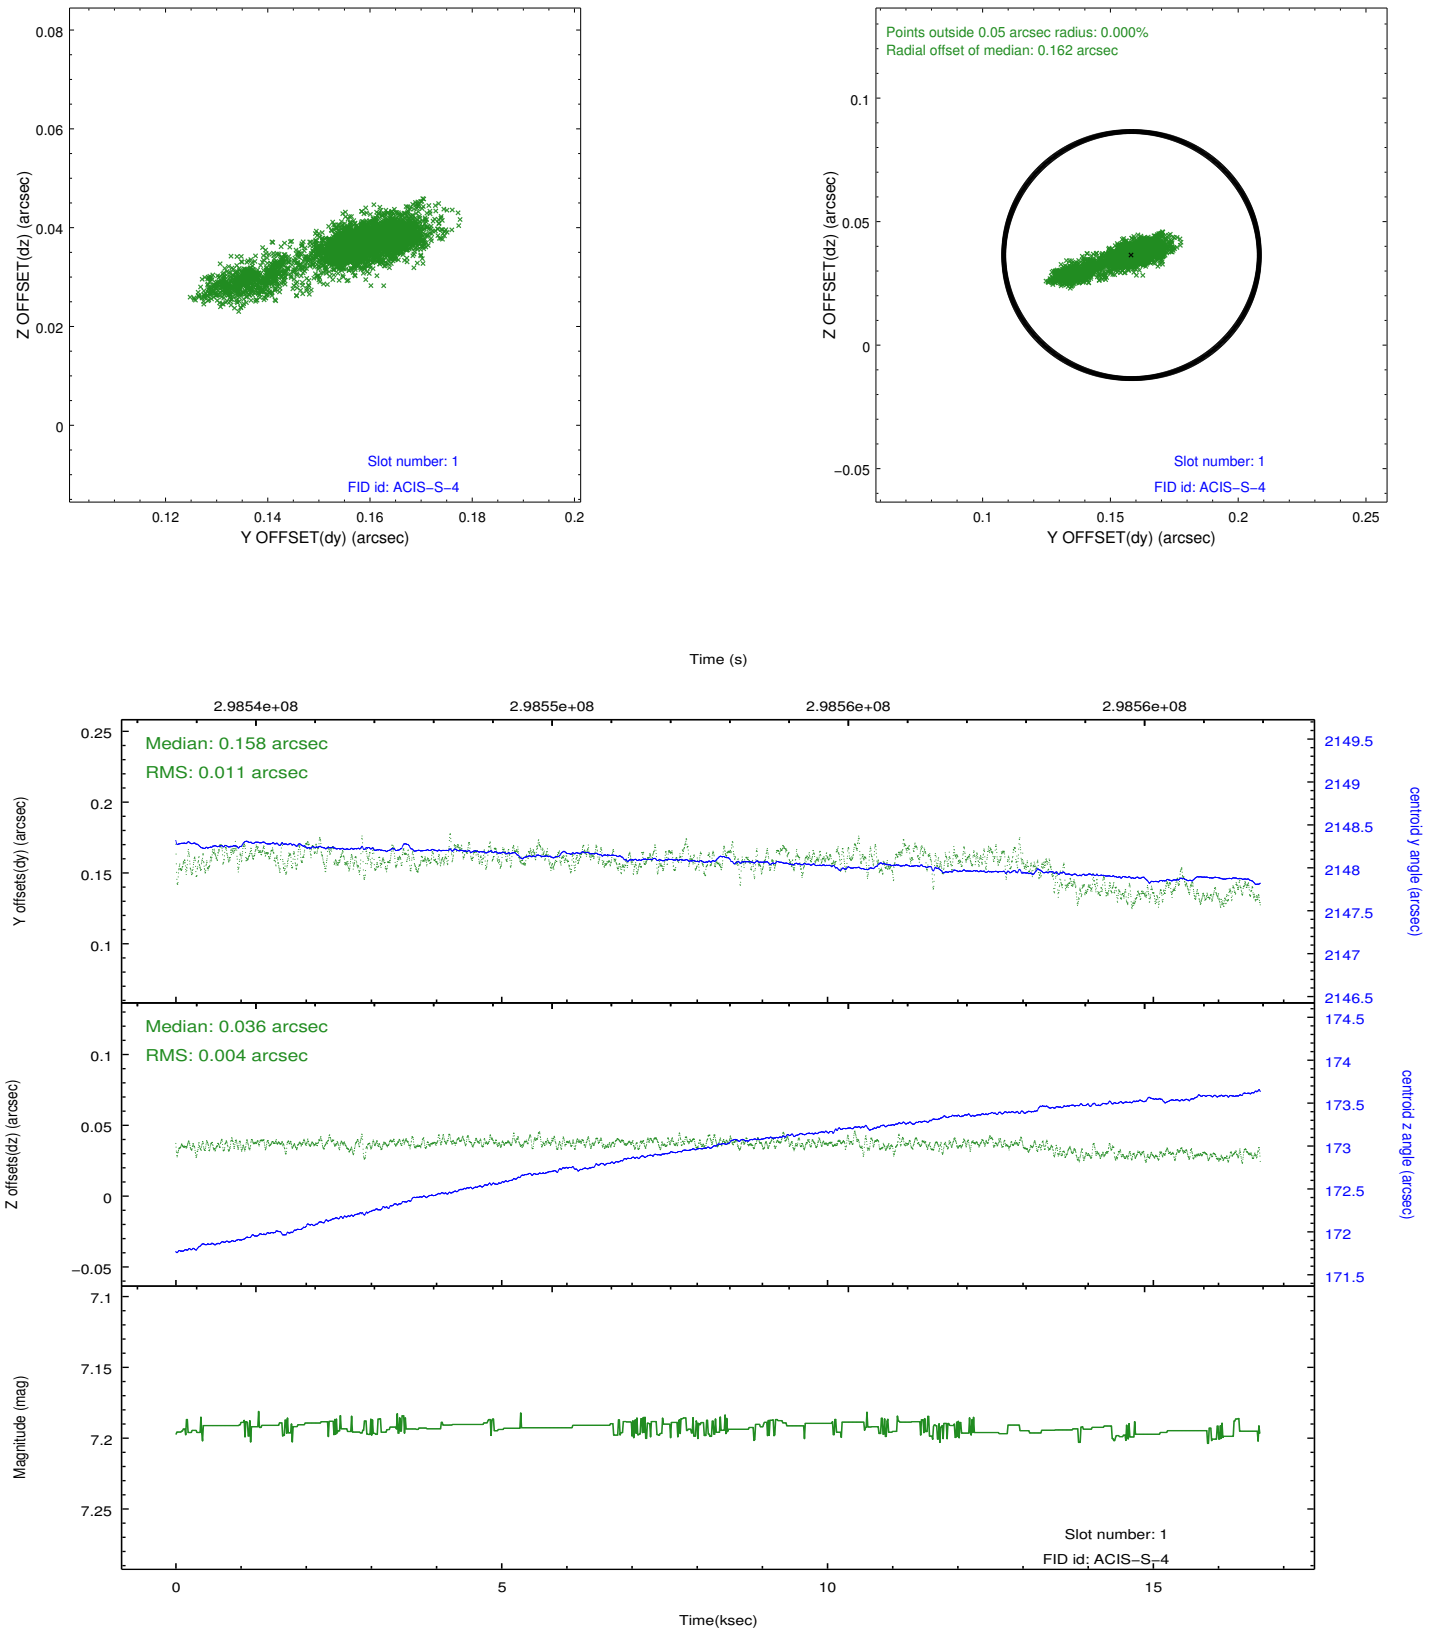 0.08
0.06
0.04
0.02
0
Z OFFSET(dz) (arcsec)
Slot number: 1
FID id: ACIS−S−4
0.12 0.14 0.16 0.18 0.2
Y OFFSET(dy) (arcsec)
Points outside 0.05 arcsec radius: 0.000%
Radial offset of median: 0.162 arcsec
0.1
0.05
0
−0.05
Z OFFSET(dz) (arcsec)
Slot number: 1
FID id: ACIS−S−4
0.1 0.15 0.2 0.25
Y OFFSET(dy) (arcsec)
Time (s)
2.9854e+08 2.9855e+08 2.9856e+08 2.9856e+08
Median: 0.158 arcsec
RMS: 0.011 arcsec
0.25
0.2
0.15
0.1
Y offsets(dy) (arcsec)
2149.5
2149
2148.5
2148
2147.5
2147
2146.5
centroid y angle (arcsec)
Median: 0.036 arcsec
RMS: 0.004 arcsec
0.1
0.05
0
−0.05
Z offsets(dz) (arcsec)
174.5
174
173.5
173
172.5
172
171.5
centroid z angle (arcsec)
7.1
7.15
7.2
7.25
Magnitude (mag)
Slot number: 1
FID id: ACIS−S−4
0 5 10 15
Time(ksec)